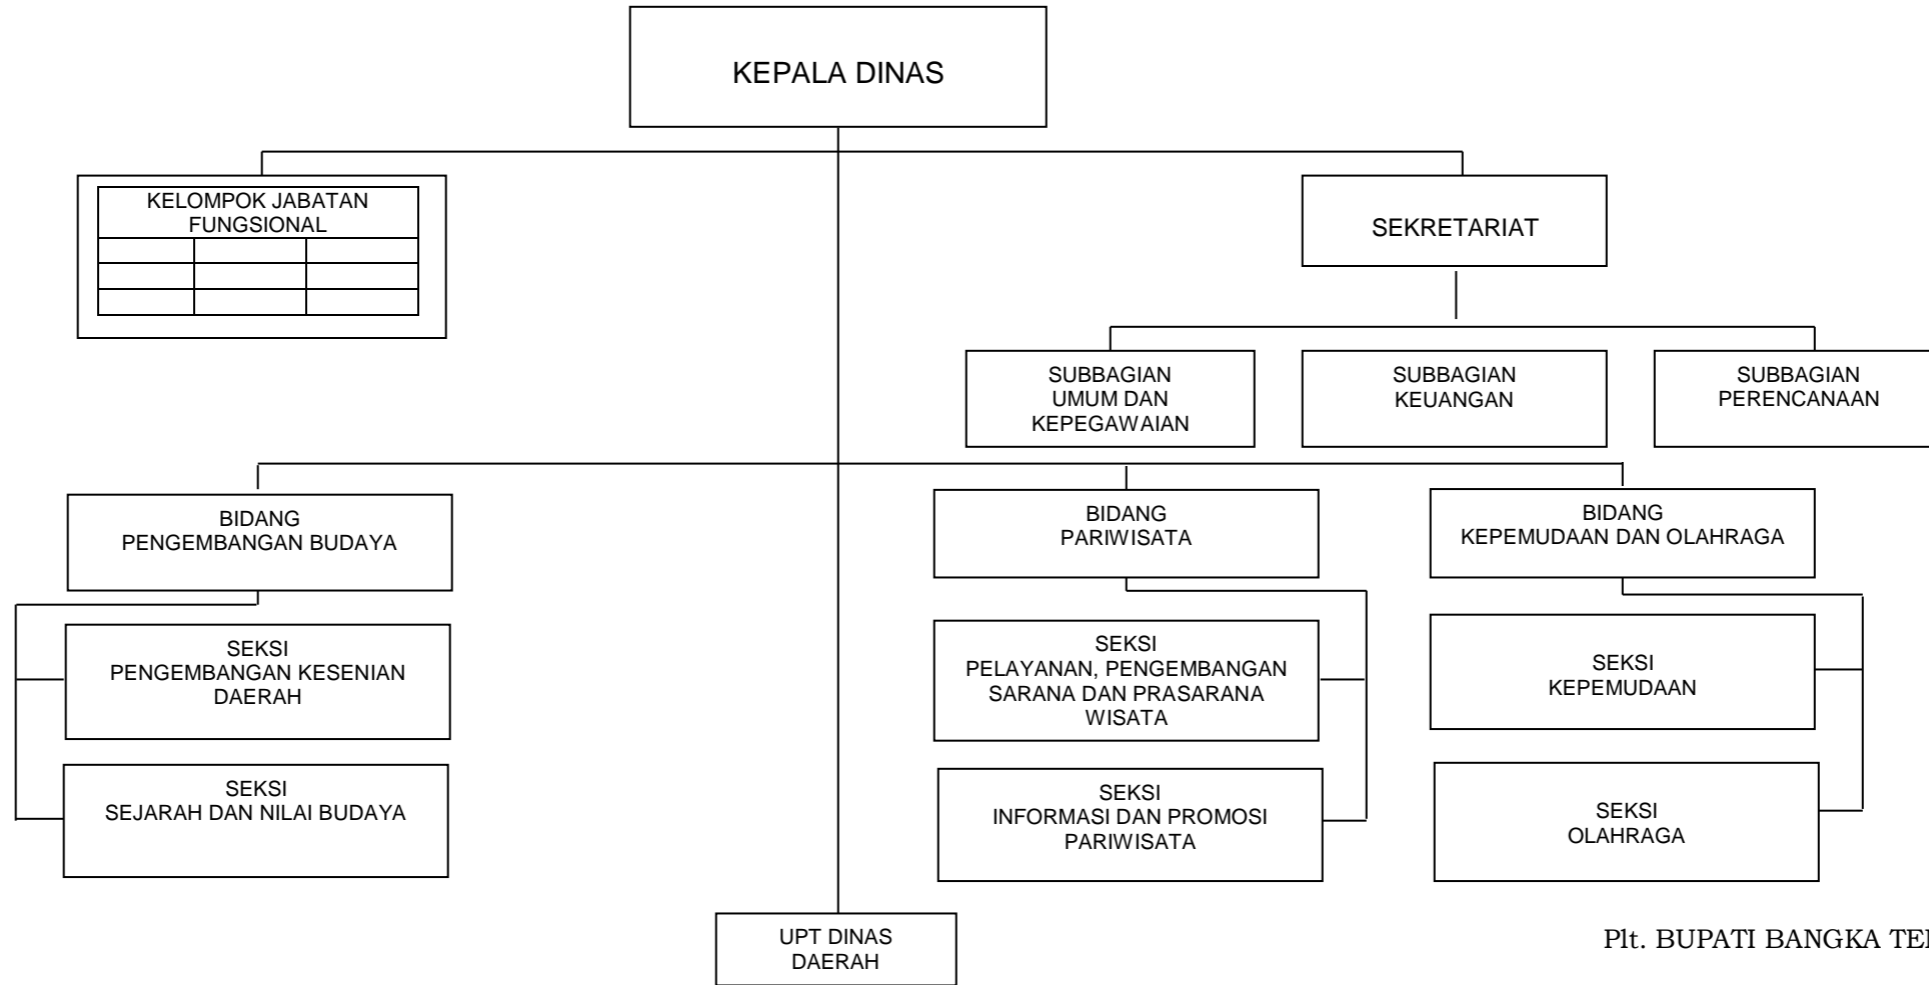 KEPALA DINAS
KELOMPOK JABATAN
FUNGSIONAL
SEKRETARIAT
SUBBAGIAN
UMUM DAN
KEPEGAWAIAN
SUBBAGIAN
KEUANGAN
SUBBAGIAN
PERENCANAAN
BIDANG
PENGEMBANGAN BUDAYA
BIDANG
PARIWISATA
BIDANG
KEPEMUDAAN DAN OLAHRAGA
SEKSI
PENGEMBANGAN KESENIAN
DAERAH
SEKSI
PELAYANAN, PENGEMBANGAN
SARANA DAN PRASARANA
WISATA
SEKSI
KEPEMUDAAN
SEKSI
SEJARAH DAN NILAI BUDAYA
SEKSI
INFORMASI DAN PROMOSI
PARIWISATA
SEKSI
OLAHRAGA
UPT DINAS
DAERAH
Plt. BUPATI BANGKA